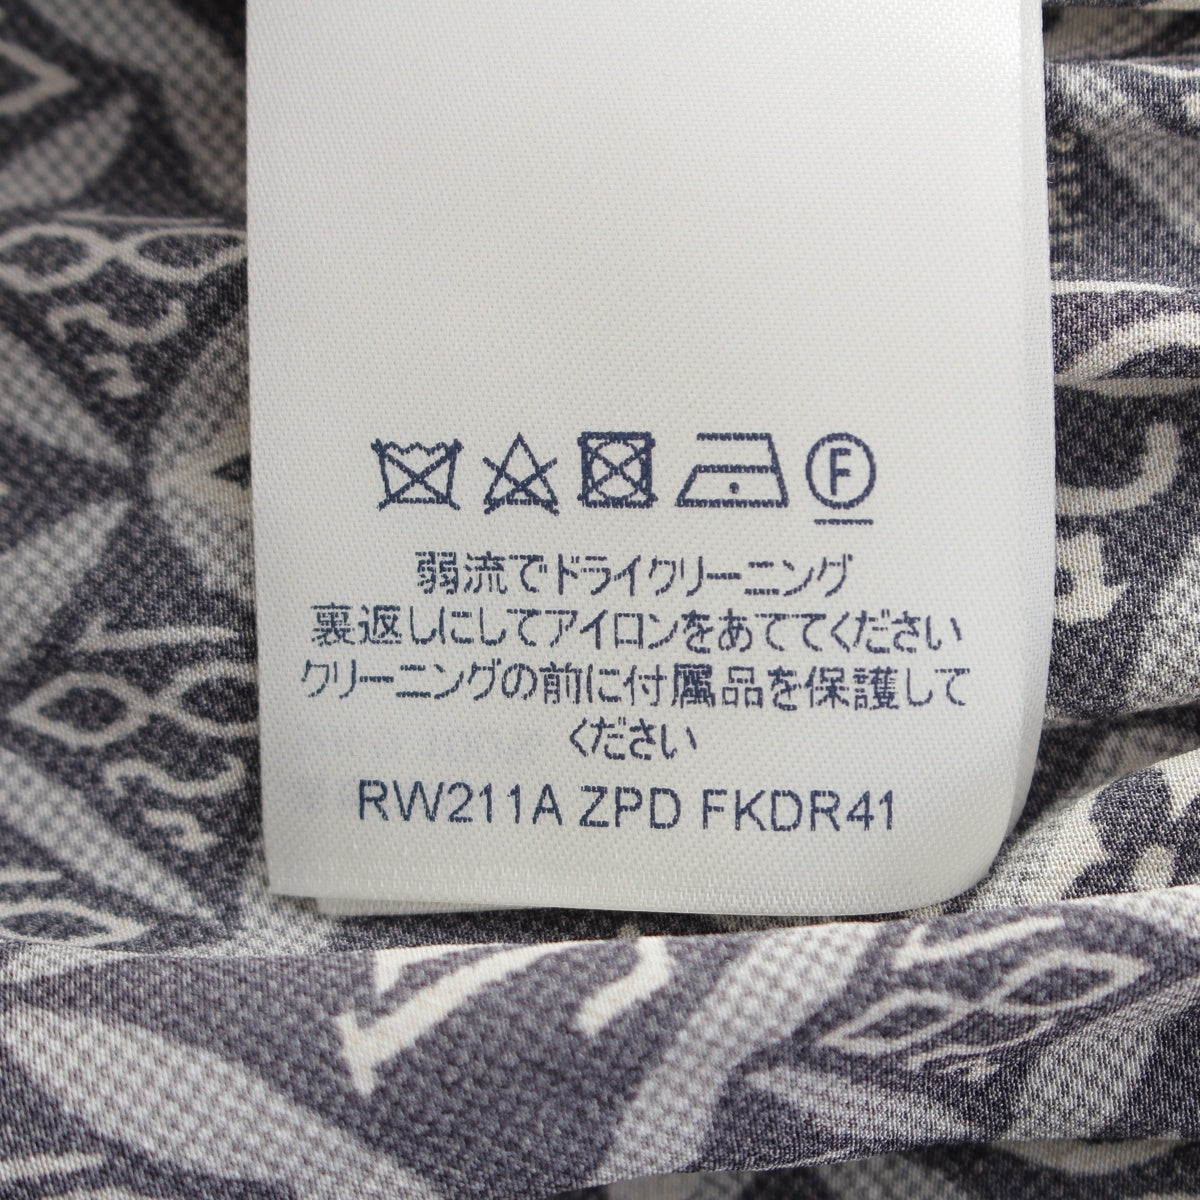 F
弱流でドライクリーニング
裏返しにしてアイロンをあててください
クリーニングの前に付属品を保護して
ください
RW211A ZPD FKDR41